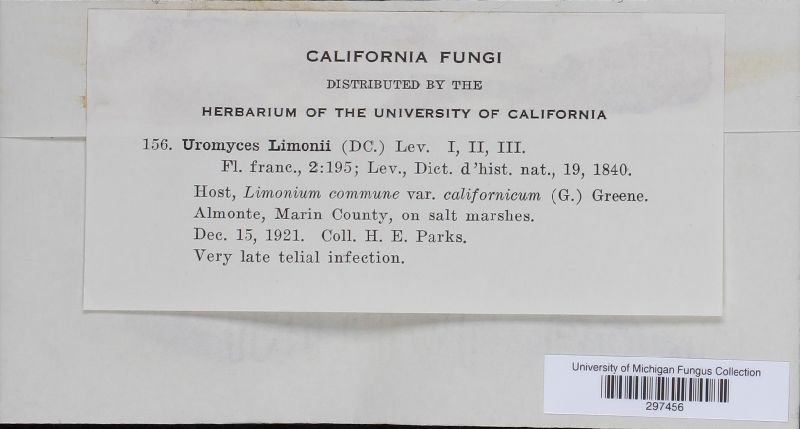 CALIFORNIA FUNGI
DISTRIBUTED BY THE
HERBARIUM OF THE UNIVERSITY OF CALIFORNIA
156. Uromyces Limonii (DC.) Lev. I, II, III.
Fl. franc., 2:195; Lev., Dict. d'hist. nat., 19, 1840.
Host, Limonium commune var. californicum (G.) Greene.
Almonte, Marin County, on salt marshes.
Dec. 15, 1921. Coll. H. E. Parks.
Very late telial infection.
University of Michigan Fungus Collection
297456